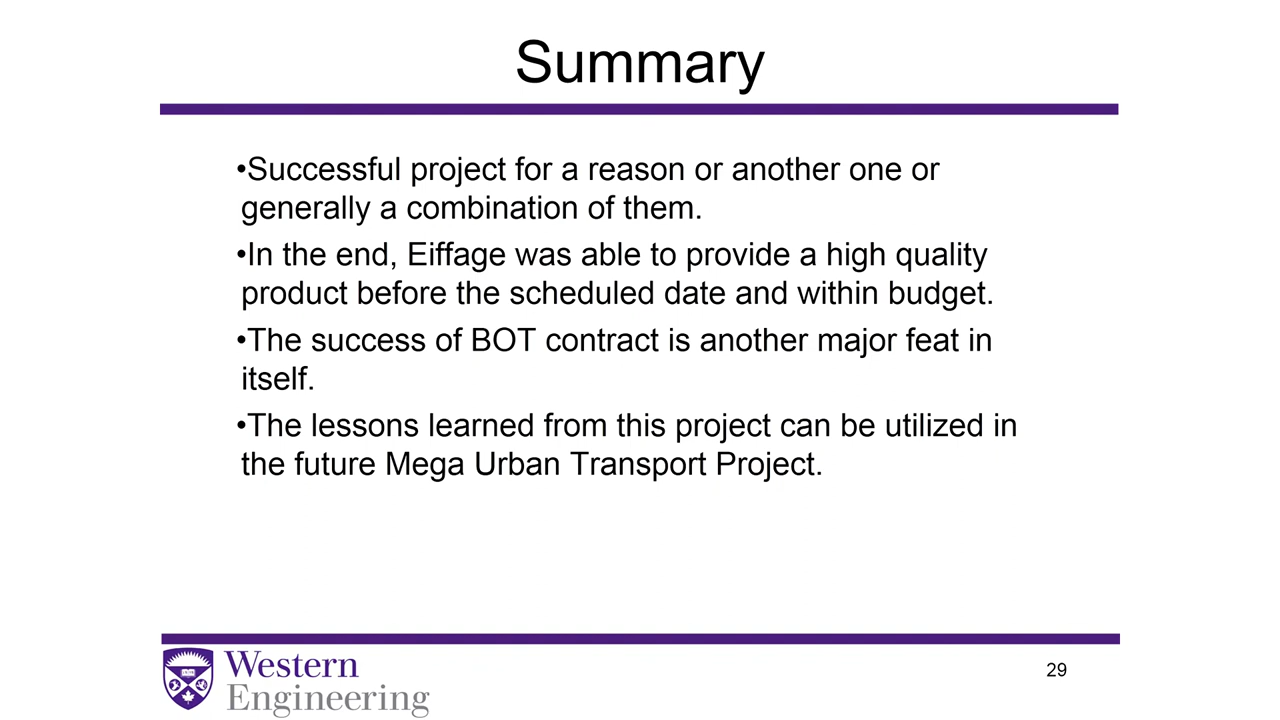 Summary
•Successful project for a reason or another one or
generally a combination of them.
•In the end, Eiffage was able to provide a high quality
product before the scheduled date and within budget.
•The success of BOT contract is another major feat in
itself.
•The lessons learned from this project can be utilized in
the future Mega Urban Transport Project.
Western
Engineering
29